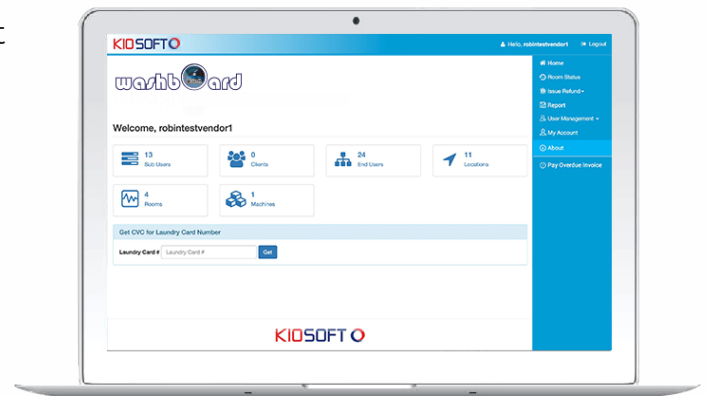 t
KIOSOFT
Hello, robintestvendor1 Logout
washboard
Welcome, robintestvendor1
13
Sub Users
0
Clients
24
End Users
11
Locations
4
Rooms
1
Machines
Get CVC for Laundry Card Number
Laundry Card # Laundry Card # Get
KIOSOFT
Home
Room Status
Issue Refund
Report
User Management
My Account
About
Pay Overdue Invoice